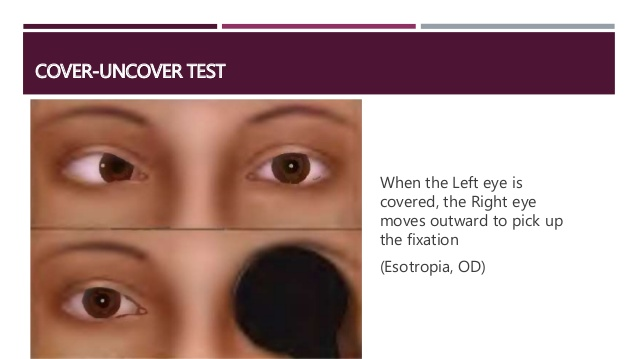 COVER-UNCOVER TEST
When the Left eye is
covered, the Right eye
moves outward to pick up
the fixation
(Esotropia, OD)